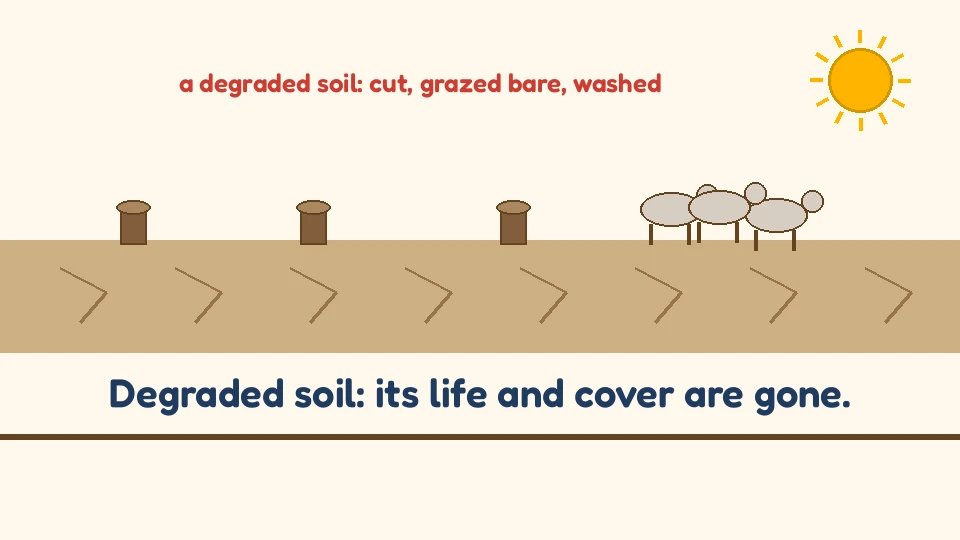 a degraded soil: cut, grazed bare, washed
Degraded soil: its life and cover are gone.